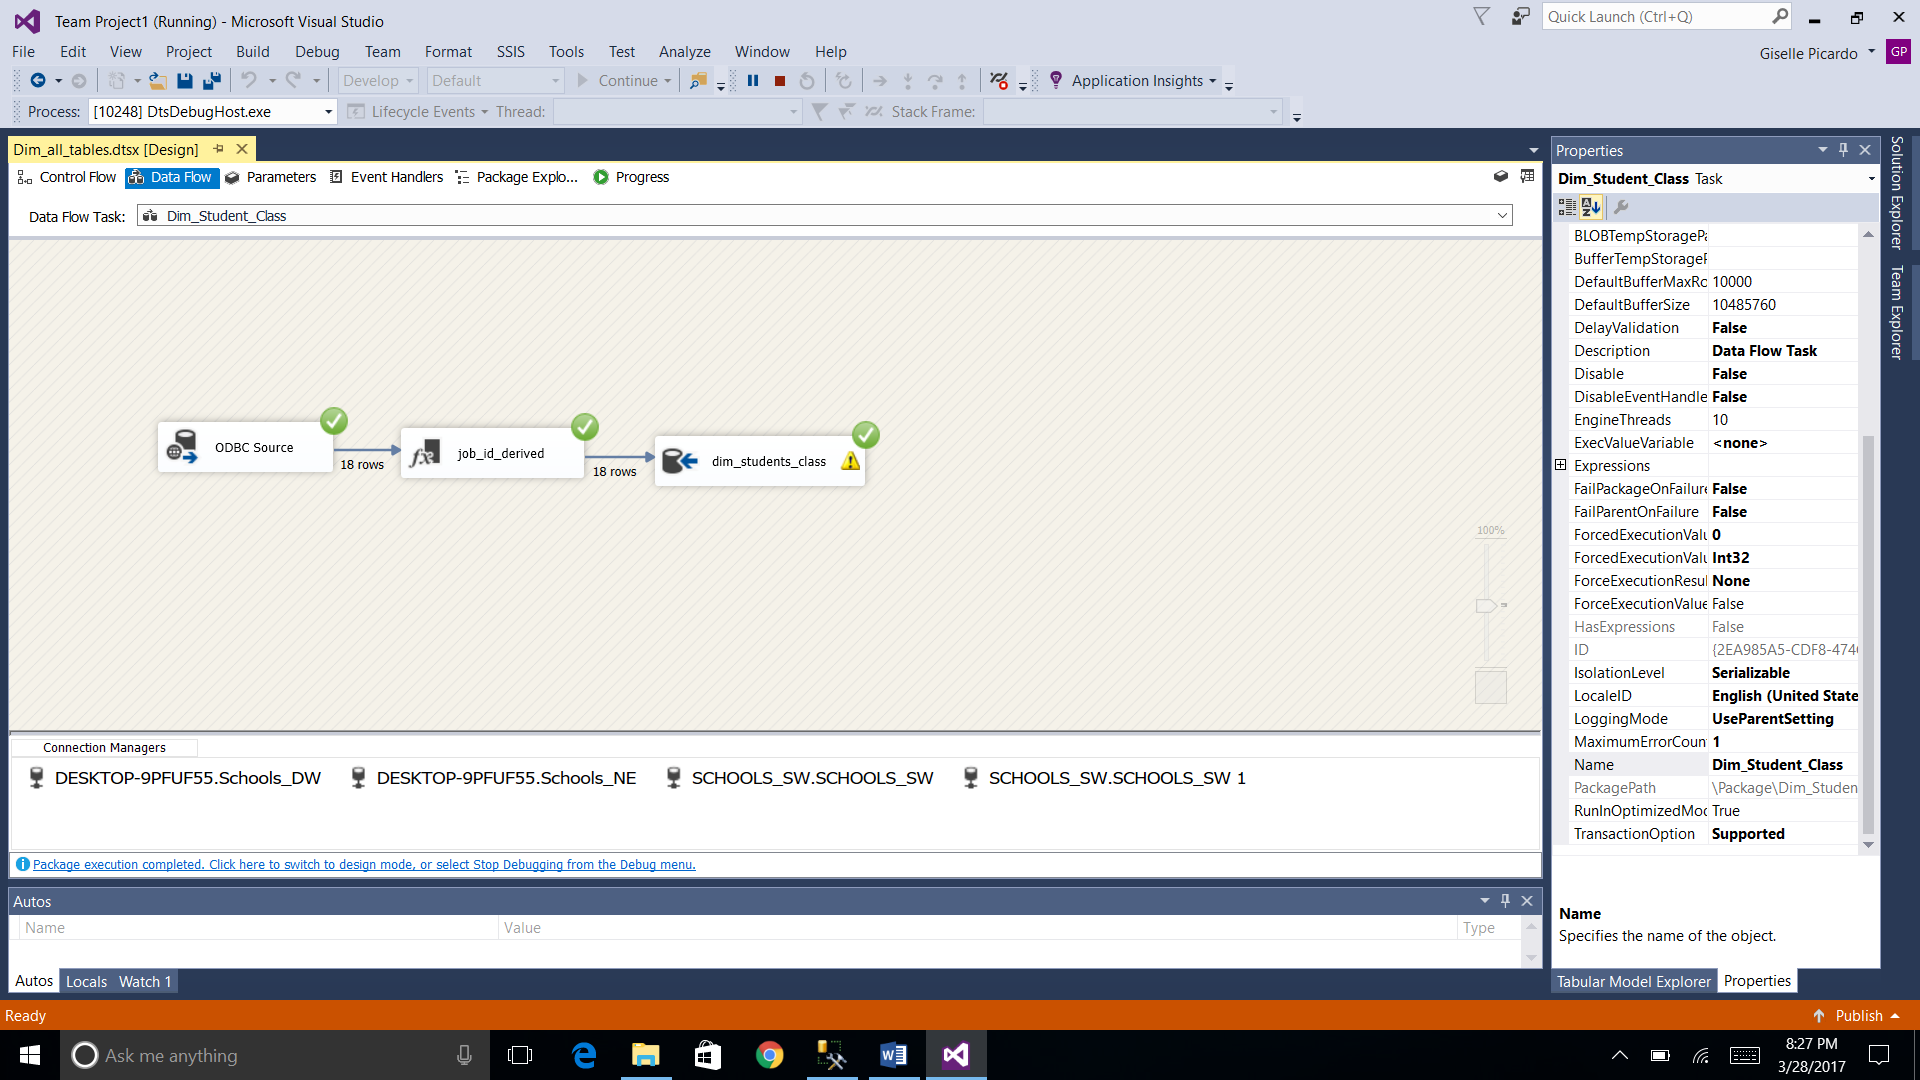 Team Project1 (Running) - Microsoft Visual Studio
Quick Launch (Ctrl+Q)
File Edit View Project Build Debug Team Format SSIS Tools Test Analyze Window Help
Giselle Picardo GP
Develop Default Continue Application Insights
Process: [10248] DtsDebugHost.exe Lifecycle Events Thread: Stack Frame:
Dim_all_tables.dtsx [Design]
Control Flow Data Flow Parameters Event Handlers Package Explo... Progress
Data Flow Task: Dim_Student_Class
ODBC Source
18 rows
job_id_derived
18 rows
dim_students_class
100%
Connection Managers
DESKTOP-9PFUF55.Schools_DW DESKTOP-9PFUF55.Schools_NE SCHOOLS_SW.SCHOOLS_SW SCHOOLS_SW.SCHOOLS_SW 1
Package execution completed. Click here to switch to design mode, or select Stop Debugging from the Debug menu.
Autos
Name Value Type
Autos Locals Watch 1
Properties
Dim_Student_Class Task
BLOBTempStoragePa
BufferTempStorageP
DefaultBufferMaxRo 10000
DefaultBufferSize 10485760
DelayValidation False
Description Data Flow Task
Disable False
DisableEventHandle False
EngineThreads 10
ExecValueVariable <none>
Expressions
FailPackageOnFailure False
FailParentOnFailure False
ForcedExecutionValu 0
ForcedExecutionValu Int32
ForceExecutionResul None
ForceExecutionValue False
HasExpressions False
ID {2EA985A5-CDF8-474
IsolationLevel Serializable
LocaleID English (United State
LoggingMode UseParentSetting
MaximumErrorCoun 1
Name Dim_Student_Class
PackagePath \Package\Dim_Studen
RunInOptimizedMod True
TransactionOption Supported
Name
Specifies the name of the object.
Tabular Model Explorer Properties
Solution Explorer
Team Explorer
Ready
Publish
Ask me anything
8:27 PM
3/28/2017